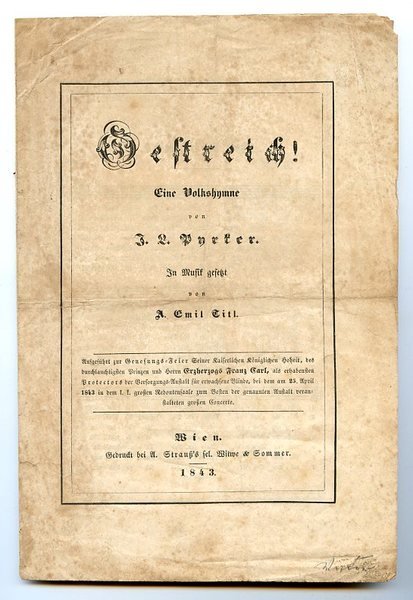 Oestreich!
Eine Volkshymne
von
J. L. Pyrker.
In Musik gesetzt
von
A. Emil Titl.
Aufgeführt zur Genesungs-Feier Seiner Kaiserlichen Königlichen Hoheit, des
durchlauchtigsten Prinzen und Herrn Erzherzogs Franz Carl, als erhabensten
Protectors der Versorgungs-Anstalt für erwachsene Blinde, bei dem am 25. April
1843 in dem k. k. großen Redoutensaale zum Besten der genannten Anstalt veran-
stalteten großen Concerte.
Wien.
Gedruckt bei A. Strauß's sel. Witwe & Sommer.
1843.